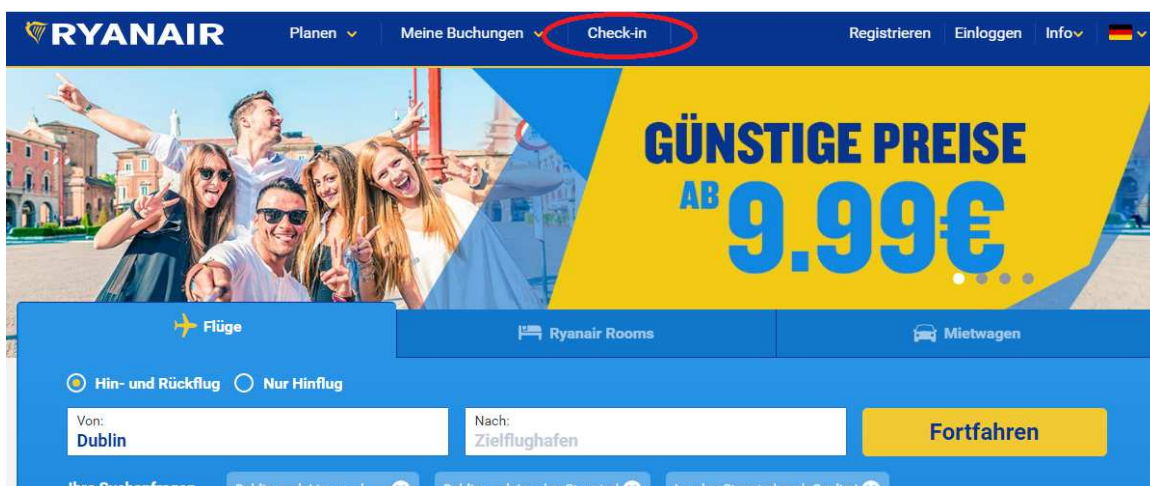 RYANAIR Planen Meine Buchungen Check-in Registrieren Einloggen Info
GÜNSTIGE PREISE
AB 9.99€
Flüge Ryanair Rooms Mietwagen
Hin- und Rückflug Nur Hinflug
Von: Nach:
Dublin Zielflughafen Fortfahren